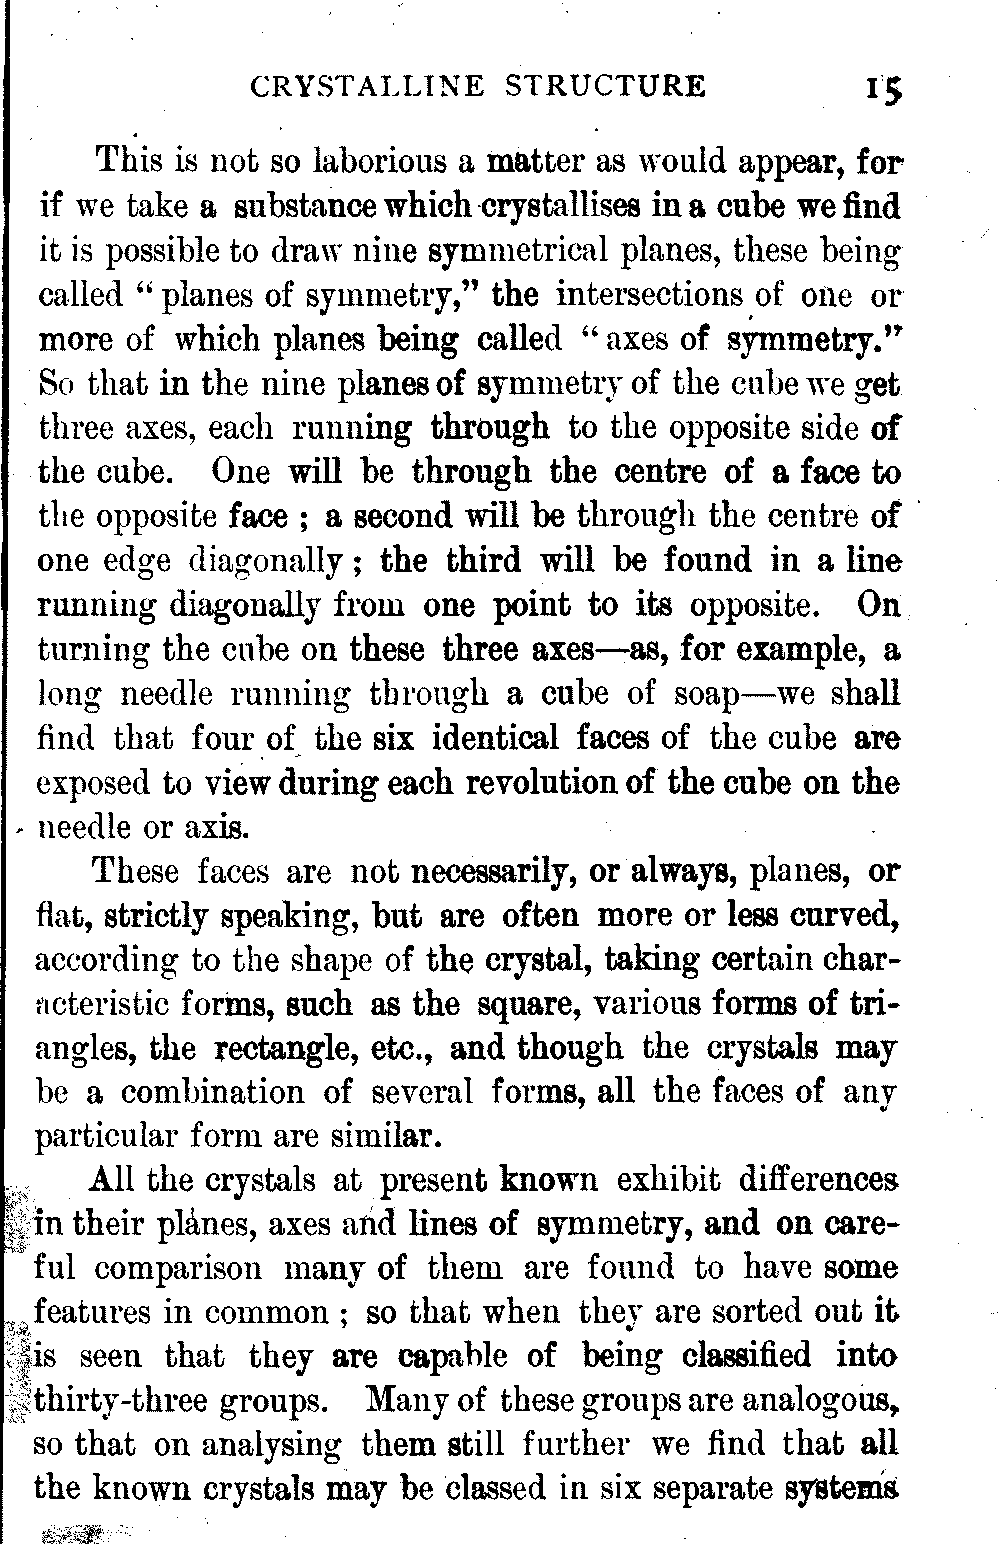 CRYSTALLINE STRUCTURE 15
This is not so laborious a matter as would appear, for
if we take a substance which crystallises in a cube we find
it is possible to draw nine symmetrical planes, these being
called “ planes of symmetry,” the intersections of one or
more of which planes being called “ axes of symmetry.”
So that in the nine planes of symmetry of the cube we get
three axes, each running through to the opposite side of
the cube. One will be through the centre of a face to
the opposite face ; a second will be through the centre of
one edge diagonally ; the third will be found in a line
running diagonally from one point to its opposite. On
turning the cube on these three axes—as, for example, a
long needle running through a cube of soap—we shall
find that four of the six identical faces of the cube are
exposed to view during each revolution of the cube on the
needle or axis.
These faces are not necessarily, or always, planes, or
flat, strictly speaking, but are often more or less curved,
according to the shape of the crystal, taking certain char-
acteristic forms, such as the square, various forms of tri-
angles, the rectangle, etc., and though the crystals may
be a combination of several forms, all the faces of any
particular form are similar.
All the crystals at present known exhibit differences
in their planes, axes and lines of symmetry, and on care-
ful comparison many of them are found to have some
features in common ; so that when they are sorted out it
is seen that they are capable of being classified into
thirty-three groups. Many of these groups are analogous,
so that on analysing them still further we find that all
the known crystals may be classed in six separate systems